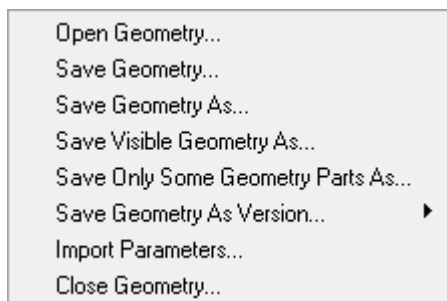 Open Geometry...
Save Geometry...
Save Geometry As...
Save Visible Geometry As...
Save Only Some Geometry Parts As...
Save Geometry As Version...
Import Parameters...
Close Geometry...